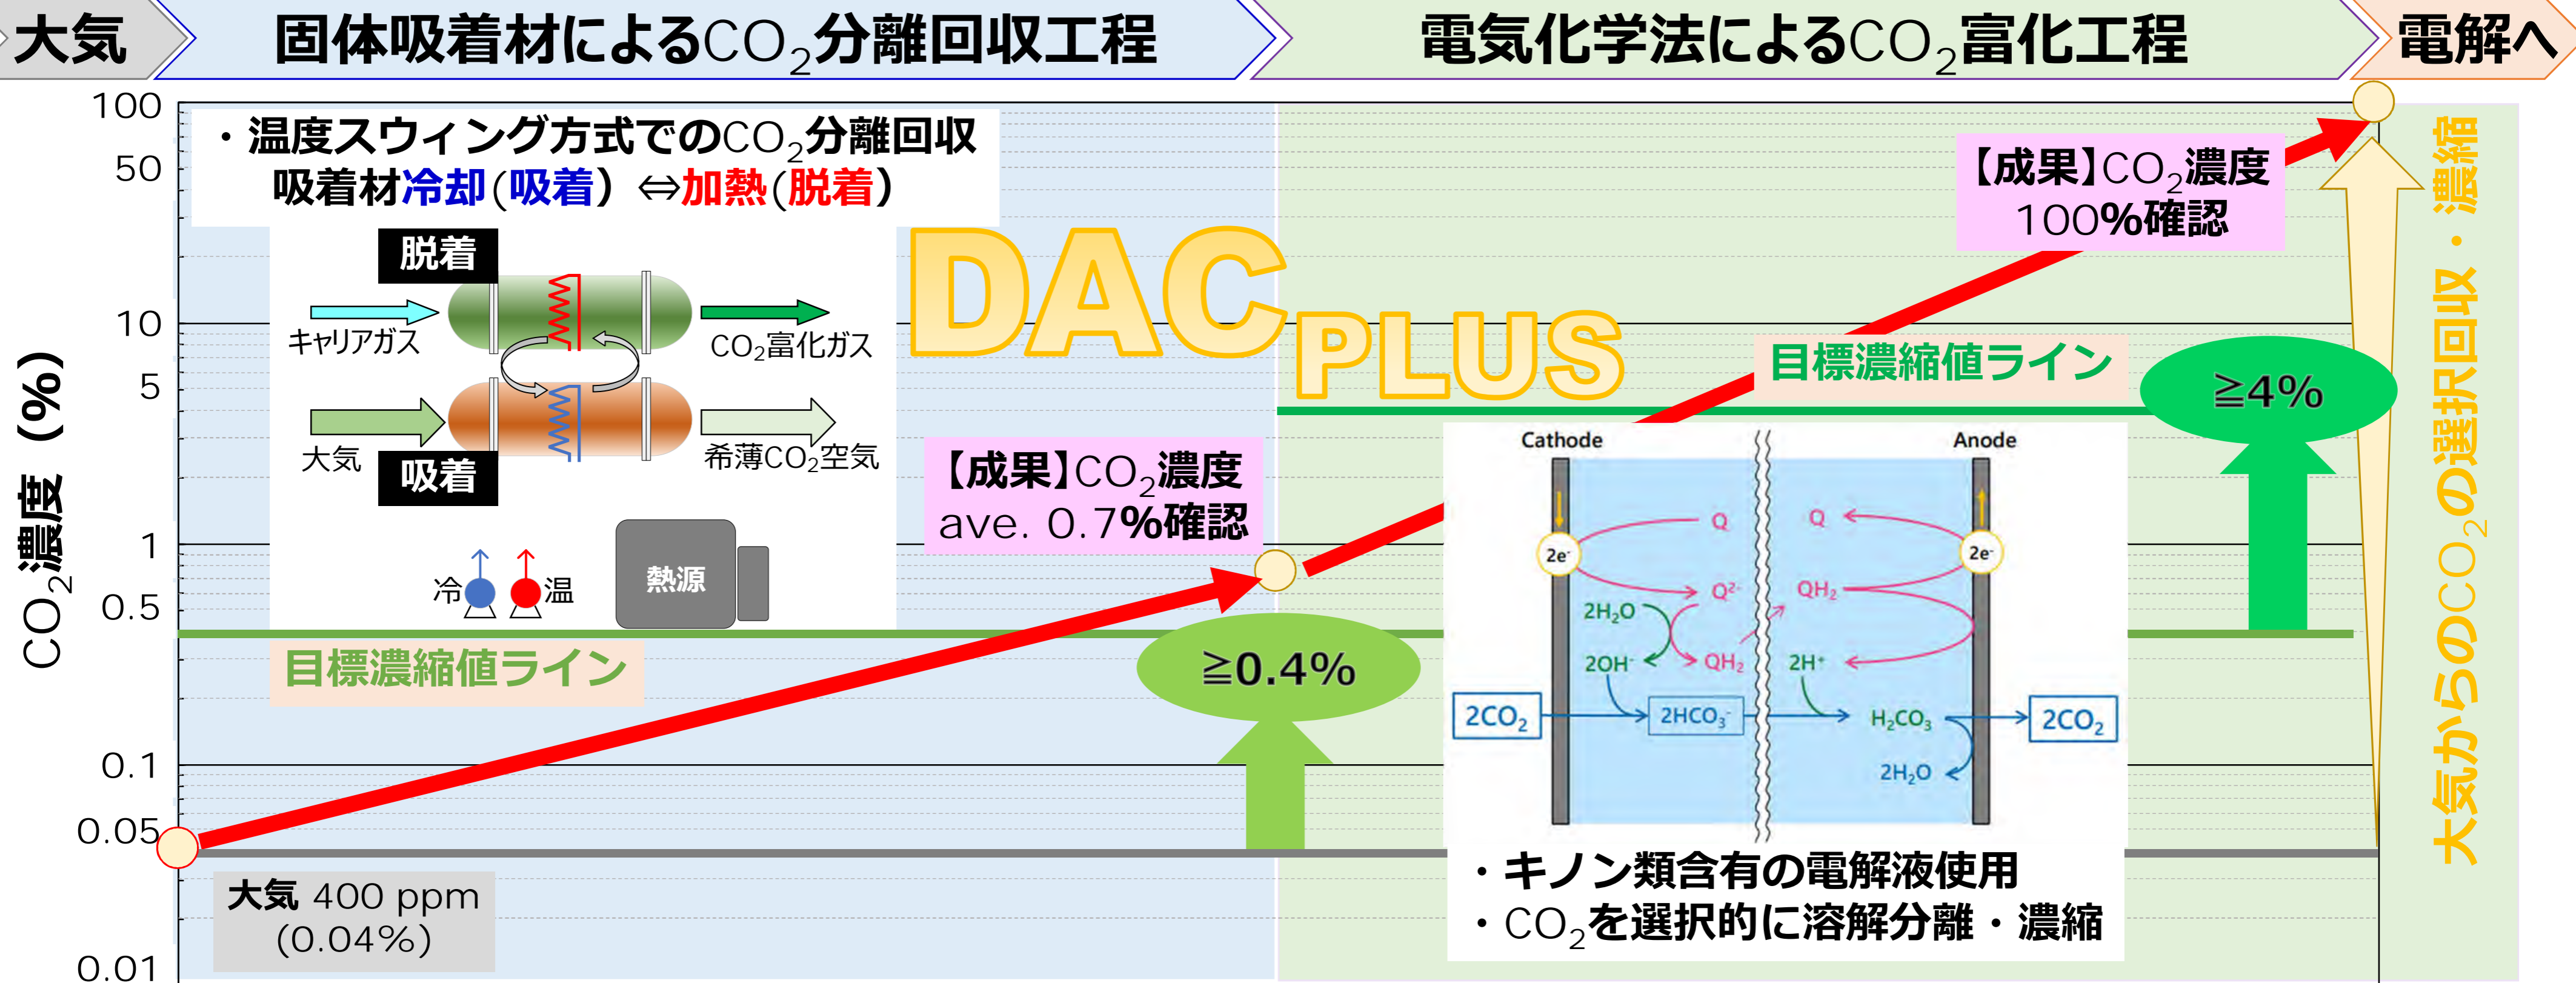 大気
固体吸着材によるCO₂分離回収工程
電気化学法によるCO₂富化工程
電解へ
CO₂濃度 (%)
100
50
10
5
1
0.5
0.1
0.05
0.01
・温度スウィング方式でのCO₂分離回収
吸着材冷却(吸着) ⇔加熱(脱着)
脱着
キャリアガス
CO₂富化ガス
大気
吸着
希薄CO₂空気
冷
温
熱源
目標濃縮値ライン
大気 400 ppm
(0.04%)
DAC PLUS
【成果】CO₂濃度
ave. 0.7%確認
≧0.4%
【成果】CO₂濃度
100%確認
目標濃縮値ライン
≧4%
Cathode
Anode
2e⁻
Q
Q
2e⁻
Q²⁻
QH₂
2H₂O
2OH⁻
QH₂
2H⁺
2CO₂
2HCO₃⁻
H₂CO₃
2CO₂
2H₂O
・キノン類含有の電解液使用
・CO₂を選択的に溶解分離・濃縮
大気からのCO₂の選択回収・濃縮